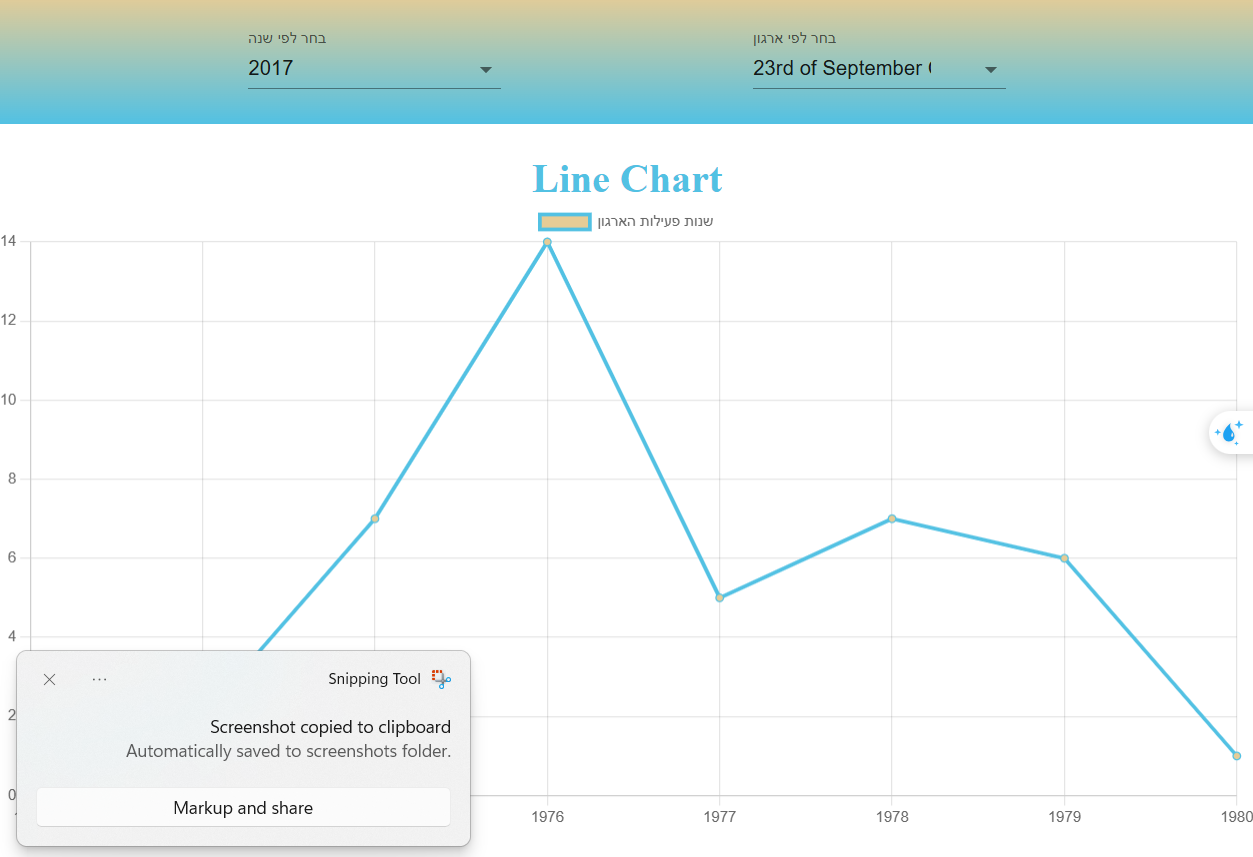 בחר לפי שנה
2017
בחר לפי ארגון
23rd of September
Line Chart
שנות פעילות הארגון
14
12
10
8
6
4
2
0
1976
1977
1978
1979
1980
Snipping Tool
Screenshot copied to clipboard
Automatically saved to screenshots folder.
Markup and share